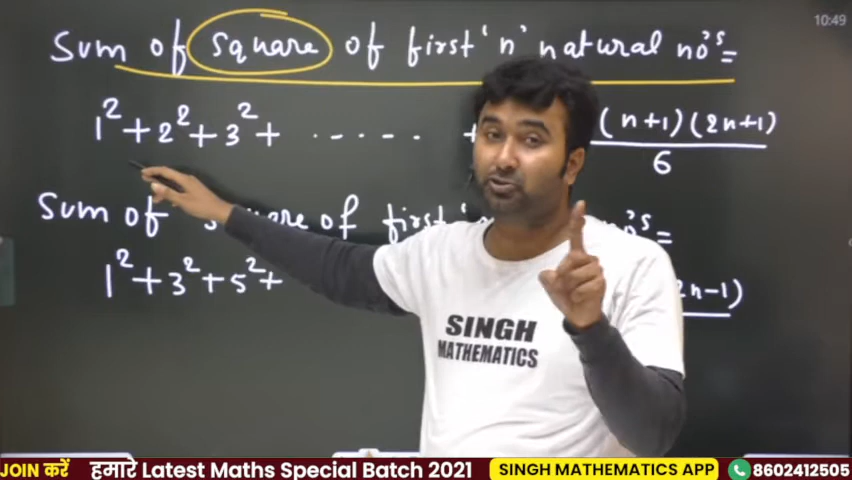 10:49
Sum of square of first 'n' natural no's =
1² + 2² + 3² + ...... + (n+1)(2n+1)
6
Sum of square of first no's =
1² + 3² + 5² + 2n-1)
SINGH
MATHEMATICS
JOIN करें हमारे Latest Maths Special Batch 2021 SINGH MATHEMATICS APP 8602412505